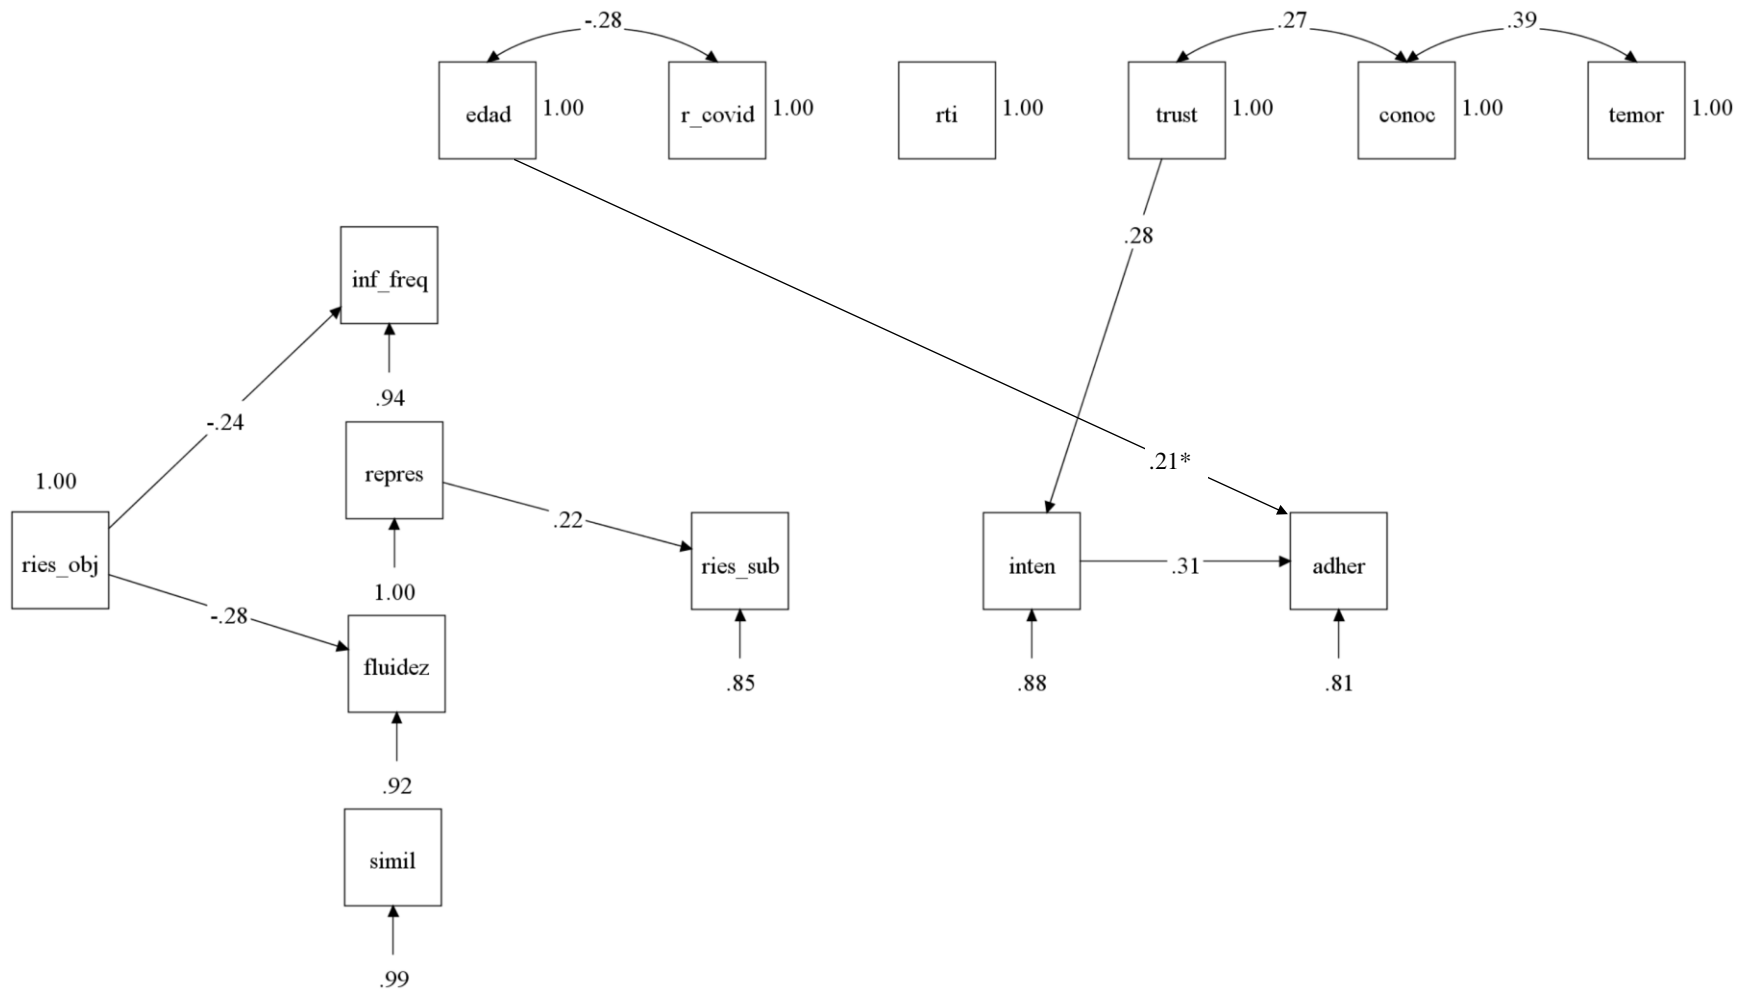 -.28 .27 .39
edad 1.00 r_covid 1.00 rti 1.00 trust 1.00 conoc 1.00 temor 1.00
.28
inf_freq
.94
-.24
.21*
repres
1.00
.22
ries_obj
ries_sub
inten
.31
adher
1.00
-.28
fluidez
.85
.88
.81
.92
simil
.99